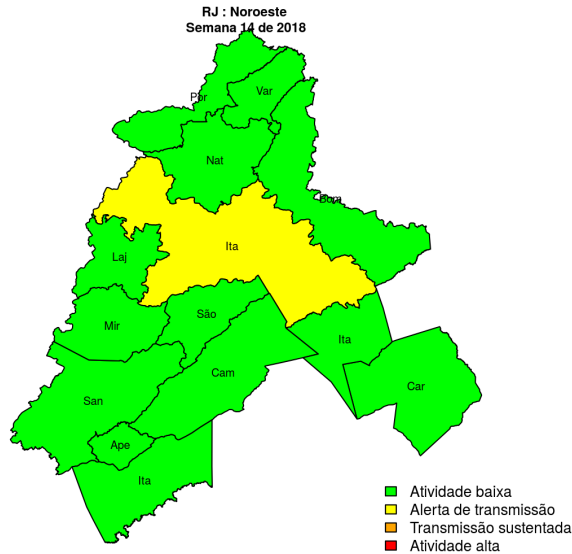 RJ : Noroeste
Semana 14 de 2018
Por
Var
Nat
Bom
Ita
Laj
São
Mir
Ita
Cam
Car
San
Ape
Ita
Atividade baixa
Alerta de transmissão
Transmissão sustentada
Atividade alta